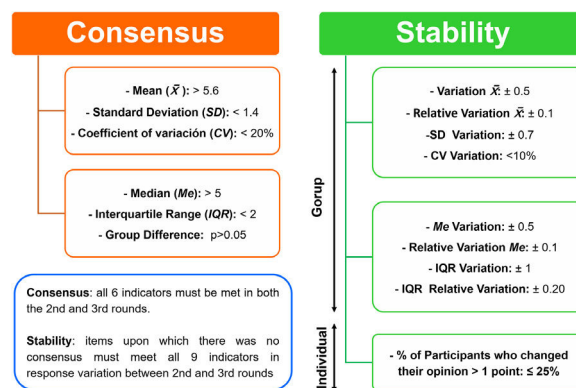 Consensus
- Mean (x̄ ): > 5.6
- Standard Deviation (SD): < 1.4
- Coefficient of variación (CV): < 20%
- Median (Me): > 5
- Interquartile Range (IQR): < 2
- Group Difference: p>0.05
Consensus: all 6 indicators must be met in both
the 2nd and 3rd rounds.
Stability: items upon which there was no
consensus must meet all 9 indicators in
response variation between 2nd and 3rd rounds
Stability
Gorup
- Variation x̄: ± 0.5
- Relative Variation x̄: ± 0.1
-SD Variation: ± 0.7
- CV Variation: <10%
- Me Variation: ± 0.5
- Relative Variation Me: ± 0.1
- IQR Variation: ± 1
- IQR Relative Variation: ± 0.20
Individual
- % of Participants who changed
their opinion > 1 point: ≤ 25%